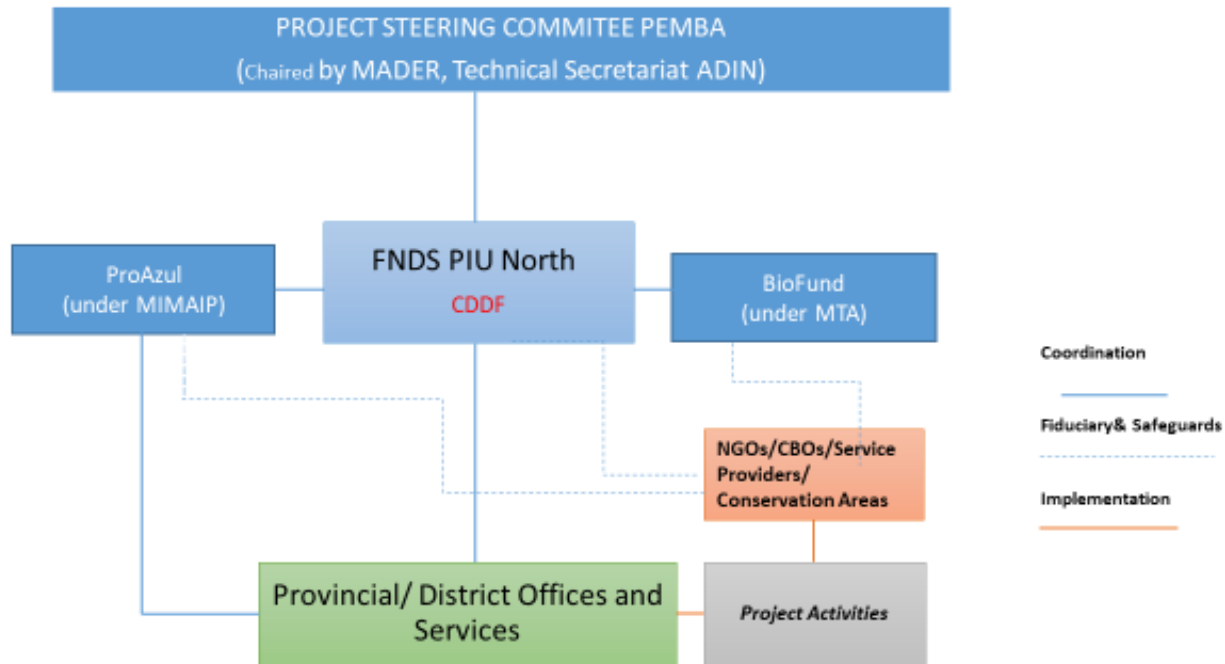 PROJECT STEERING COMMITEE PEMBA
(Chaired by MADER, Technical Secretariat ADIN)
ProAzul
(under MIMAIP)
FNDS PIU North
CDDF
BioFund
(under MTA)
Coordination
Fiduciary& Safeguards
Implementation
NGOs/CBOs/Service
Providers/
Conservation Areas
Provincial/ District Offices and
Services
Project Activities